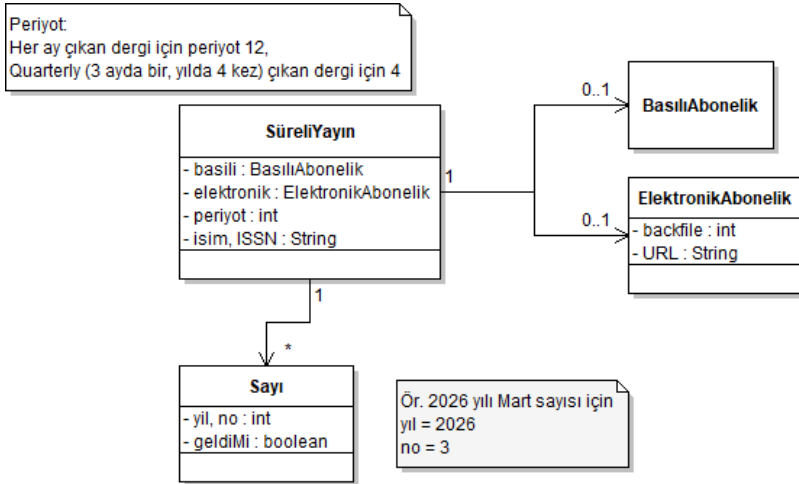 Periyot:
Her ay çıkan dergi için periyot 12,
Quarterly (3 ayda bir, yılda 4 kez) çıkan dergi için 4
SüreliYayın
- basili : BasılıAbonelik
- elektronik : ElektronikAbonelik
- periyot : int
- isim, ISSN : String
1
0..1
BasılıAbonelik
0..1
ElektronikAbonelik
- backfile : int
- URL : String
1
*
Sayı
- yil, no : int
- geldiMi : boolean
Ör. 2026 yılı Mart sayısı için
yıl = 2026
no = 3